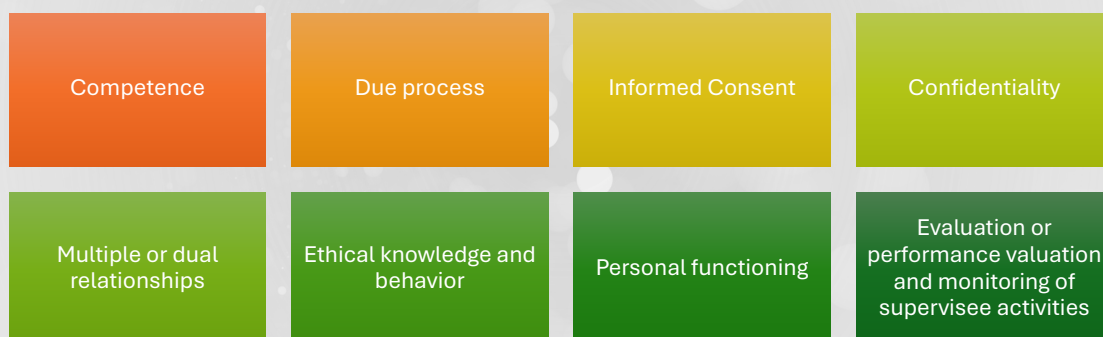 Competence
Due process
Informed Consent
Confidentiality
Multiple or dual
relationships
Ethical knowledge and
behavior
Personal functioning
Evaluation or
performance valuation
and monitoring of
supervisee activities